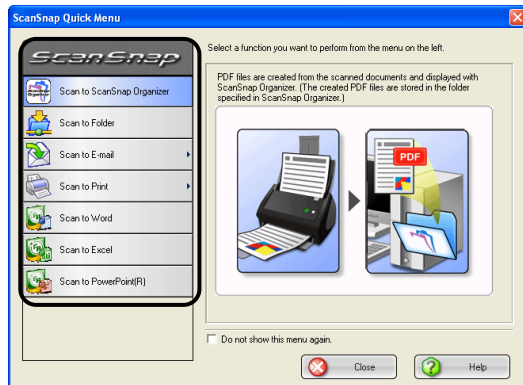 ScanSnap Quick Menu
ScanSnap
Scan to ScanSnap Organizer
Scan to Folder
Scan to E-mail
Scan to Print
Scan to Word
Scan to Excel
Scan to PowerPoint(R)
Select a function you want to perform from the menu on the left.
PDF files are created from the scanned documents and displayed with
ScanSnap Organizer. (The created PDF files are stored in the folder
specified in ScanSnap Organizer.)
PDF
Do not show this menu again.
Close
Help